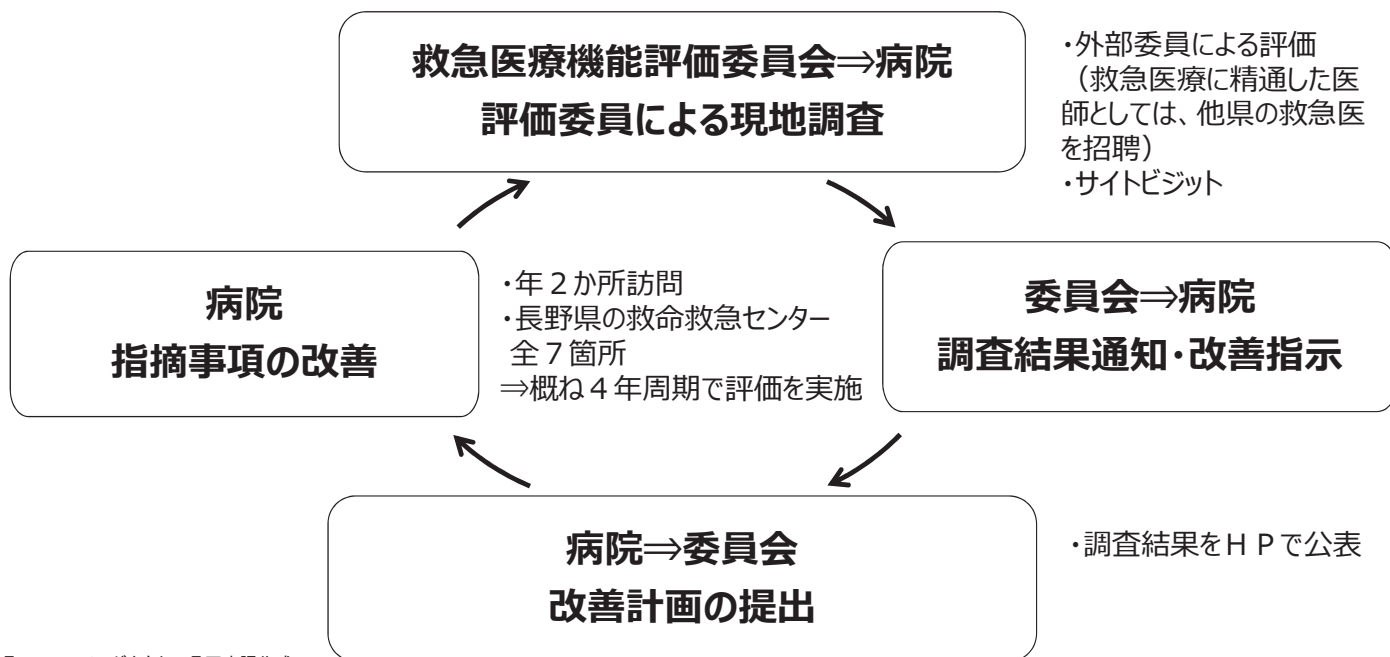 救急医療機能評価委員会⇒病院
評価委員による現地調査
・外部委員による評価
（救急医療に精通した医
師としては、他県の救急医
を招聘）
・サイトビジット
病院
指摘事項の改善
・年２か所訪問
・長野県の救命救急センター
全７箇所
⇒概ね４年周期で評価を実施
委員会⇒病院
調査結果通知・改善指示
病院⇒委員会
改善計画の提出
・調査結果をＨＰで公表